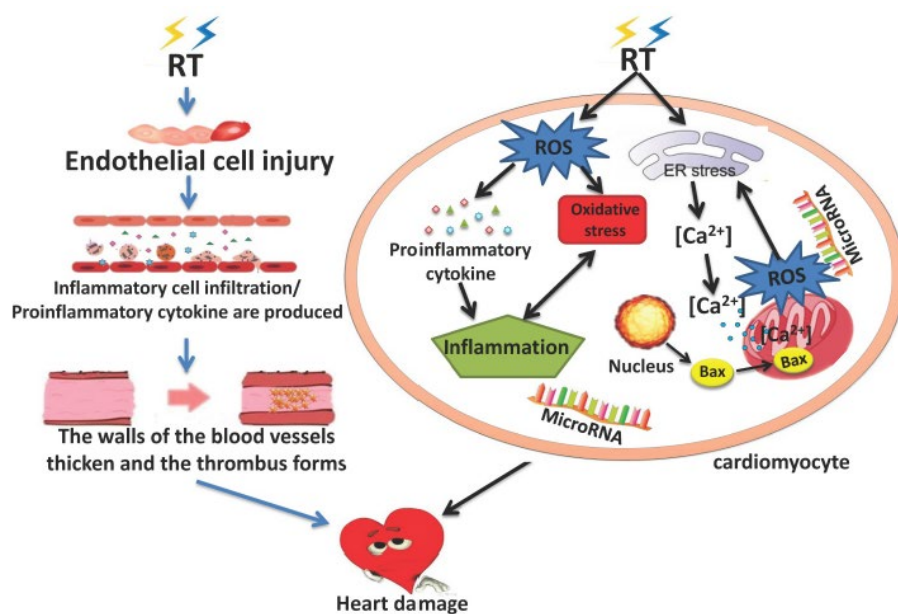 RT
Endothelial cell injury
Inflammatory cell infiltration/
Proinflammatory cytokine are produced
The walls of the blood vessels
thicken and the thrombus forms
RT
ROS
ER stress
Proinflammatory
cytokine
Oxidative
stress
[Ca²⁺]
MicroRNA
ROS
[Ca²⁺]
[Ca²⁺]
Inflammation
Nucleus
Bax
Bax
MicroRNA
cardiomyocyte
Heart damage